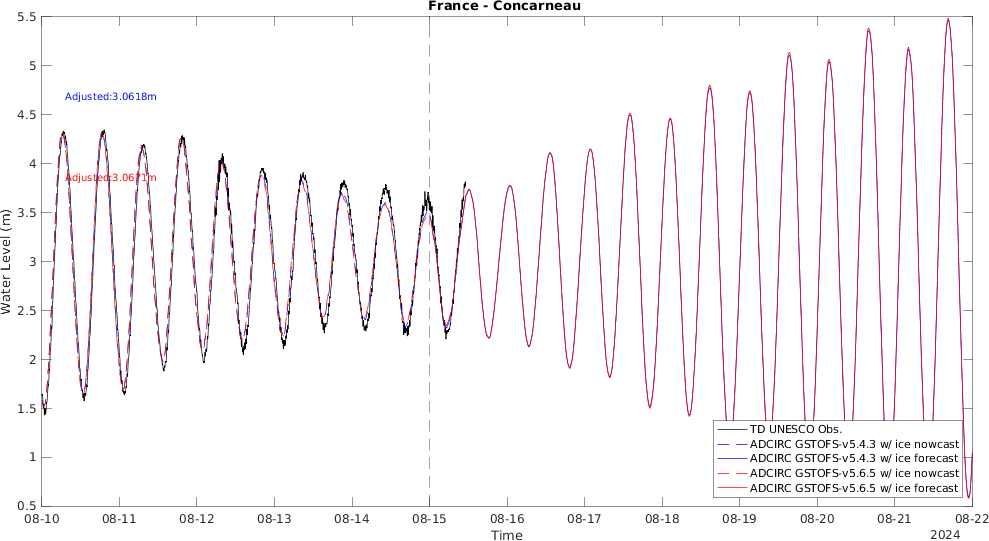 France - Concarneau
5.5
5
4.5
4
3.5
3
2.5
2
1.5
1
0.5
Water Level (m)
Adjusted:3.0618m
Adjusted:3.0671m
TD UNESCO Obs.
ADCIRC GSTOFS-v5.4.3 w/ ice nowcast
ADCIRC GSTOFS-v5.4.3 w/ ice forecast
ADCIRC GSTOFS-v5.6.5 w/ ice nowcast
ADCIRC GSTOFS-v5.6.5 w/ ice forecast
08-10 08-11 08-12 08-13 08-14 08-15 08-16 08-17 08-18 08-19 08-20 08-21 08-22
Time
2024